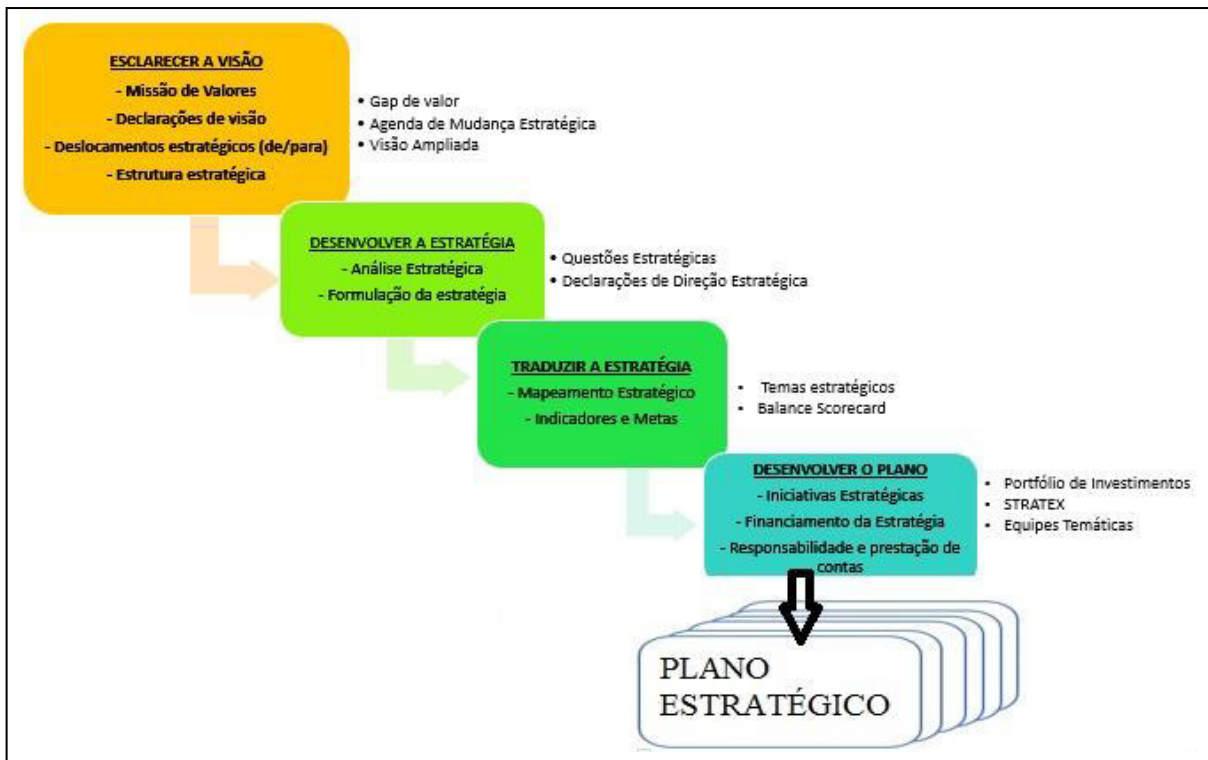 ESCLARECER A VISÃO
- Missão de Valores
- Declarações de visão
- Deslocamentos estratégicos (de/para)
- Estrutura estratégica
• Gap de valor
• Agenda de Mudança Estratégica
• Visão Ampliada
DESENVOLVER A ESTRATÉGIA
- Análise Estratégica
- Formulação da estratégia
• Questões Estratégicas
• Declarações de Direção Estratégica
TRADUZIR A ESTRATÉGIA
- Mapeamento Estratégico
- Indicadores e Metas
• Temas estratégicos
• Balance Scorecard
DESENVOLVER O PLANO
- Iniciativas Estratégicas
- Financiamento da Estratégia
- Responsabilidade e prestação de
contas
• Portfólio de Investimentos
• STRATEX
• Equipes Temáticas
PLANO
ESTRATÉGICO